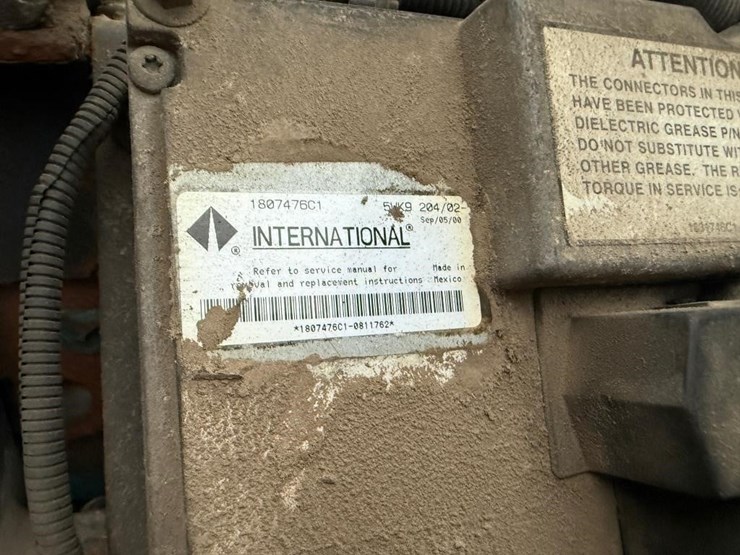 1807476C1 5WK9 204/02-
Sep/05/00
INTERNATIONAL®
®
Refer to service manual for
removal and replacement instructions
Made in
Mexico
*1807476C1-0811762*
ATTENTION
THE CONNECTORS IN THIS
HAVE BEEN PROTECTED
DIELECTRIC GREASE P/N
DO NOT SUBSTITUTE WIT
OTHER GREASE. THE R
TORQUE IN SERVICE IS